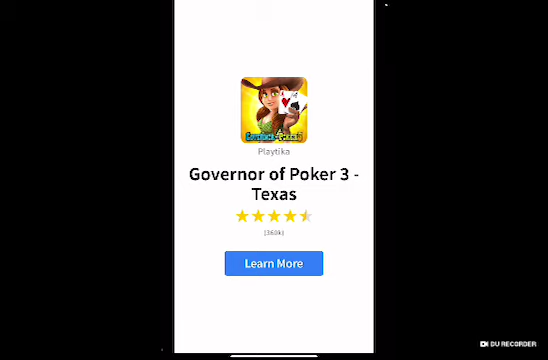 Playtika
Governor of Poker 3 -
Texas
(360k)
Learn More
DU RECORDER